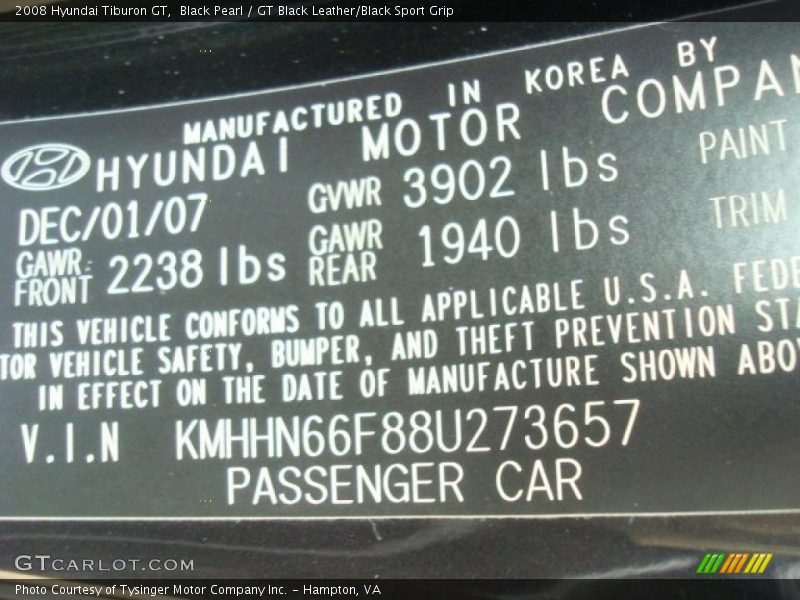 2008 Hyundai Tiburon GT,  Black Pearl / GT Black Leather/Black Sport Grip
MANUFACTURED IN KOREA BY
HYUNDAI MOTOR COMPAN
DEC/01/07 GVWR 3902 lbs PAINT
GAWR FRONT 2238 lbs GAWR REAR 1940 lbs TRIM
THIS VEHICLE CONFORMS TO ALL APPLICABLE U.S.A. FEDE
TOR VEHICLE SAFETY, BUMPER, AND THEFT PREVENTION STA
IN EFFECT ON THE DATE OF MANUFACTURE SHOWN ABOV
V.I.N KMHHN66F88U273657
PASSENGER CAR
GTCARLOT.COM
Photo Courtesy of Tysinger Motor Company Inc. – Hampton, VA